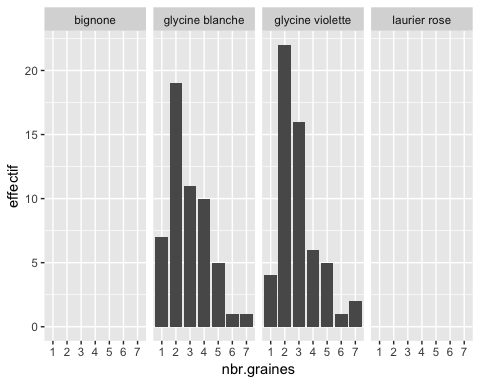 bignone glycine blanche glycine violette laurier rose
20
15
10
5
0
effectif
1 2 3 4 5 6 7 1 2 3 4 5 6 7 1 2 3 4 5 6 7 1 2 3 4 5 6 7
nbr.graines